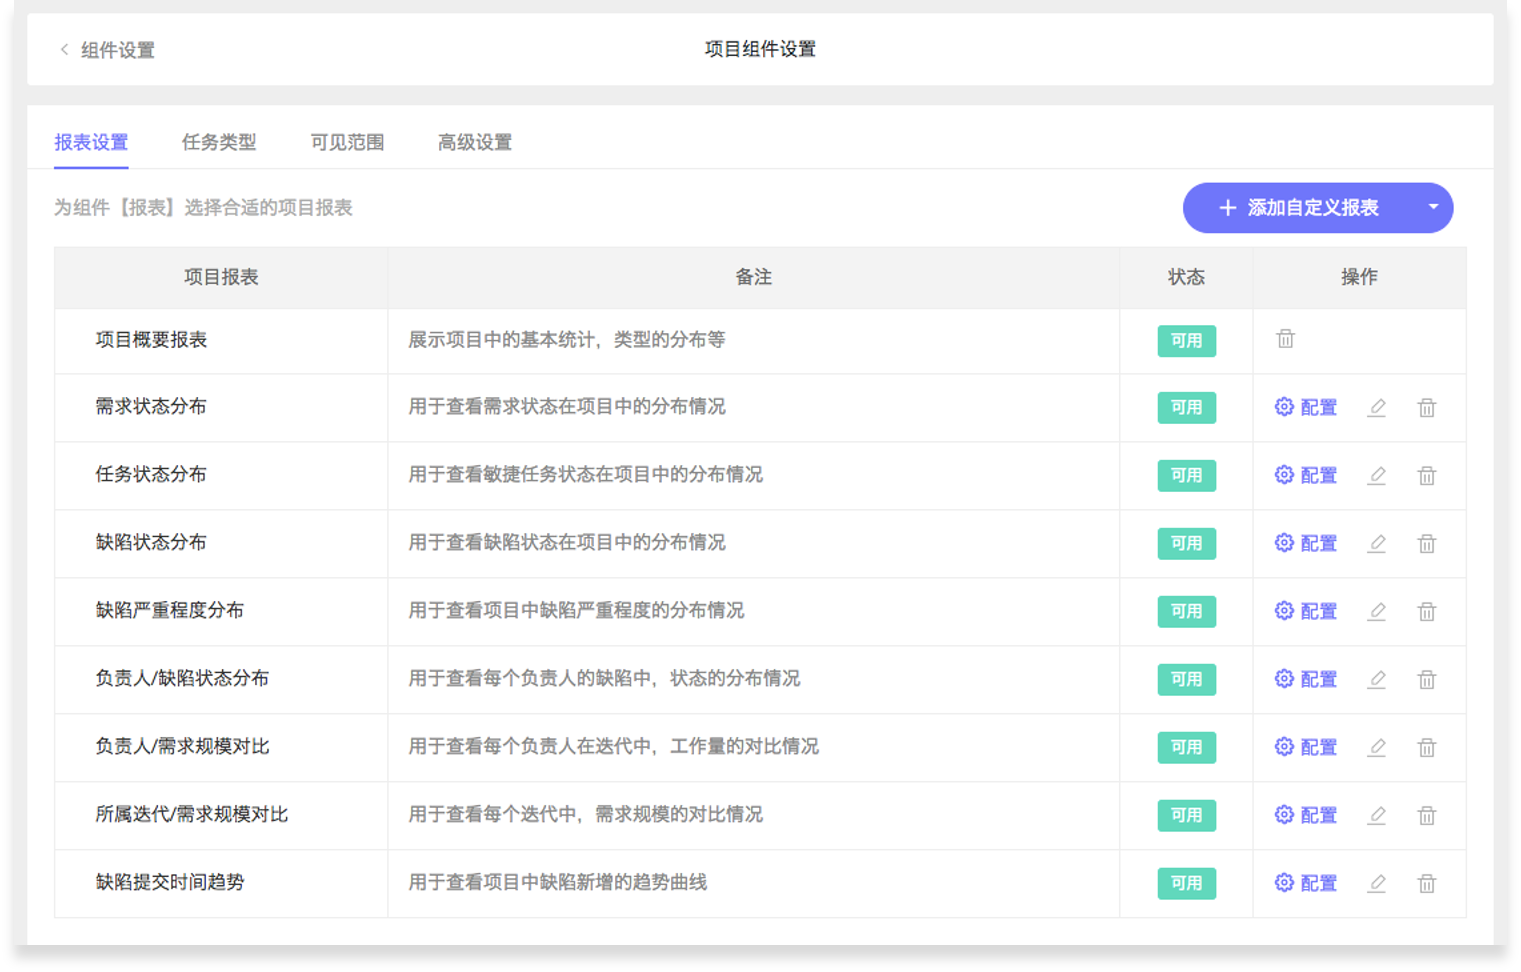 组件设置
项目组件设置
报表设置 任务类型 可见范围 高级设置
为组件【报表】选择合适的项目报表
添加自定义报表
项目报表 备注 状态 操作
项目概要报表 展示项目中的基本统计，类型的分布等 可用
需求状态分布 用于查看需求状态在项目中的分布情况 可用 配置
任务状态分布 用于查看敏捷任务状态在项目中的分布情况 可用 配置
缺陷状态分布 用于查看缺陷状态在项目中的分布情况 可用 配置
缺陷严重程度分布 用于查看项目中缺陷严重程度的分布情况 可用 配置
负责人/缺陷状态分布 用于查看每个负责人的缺陷中，状态的分布情况 可用 配置
负责人/需求规模对比 用于查看每个负责人在迭代中，工作量的对比情况 可用 配置
所属迭代/需求规模对比 用于查看每个迭代中，需求规模的对比情况 可用 配置
缺陷提交时间趋势 用于查看项目中缺陷新增的趋势曲线 可用 配置